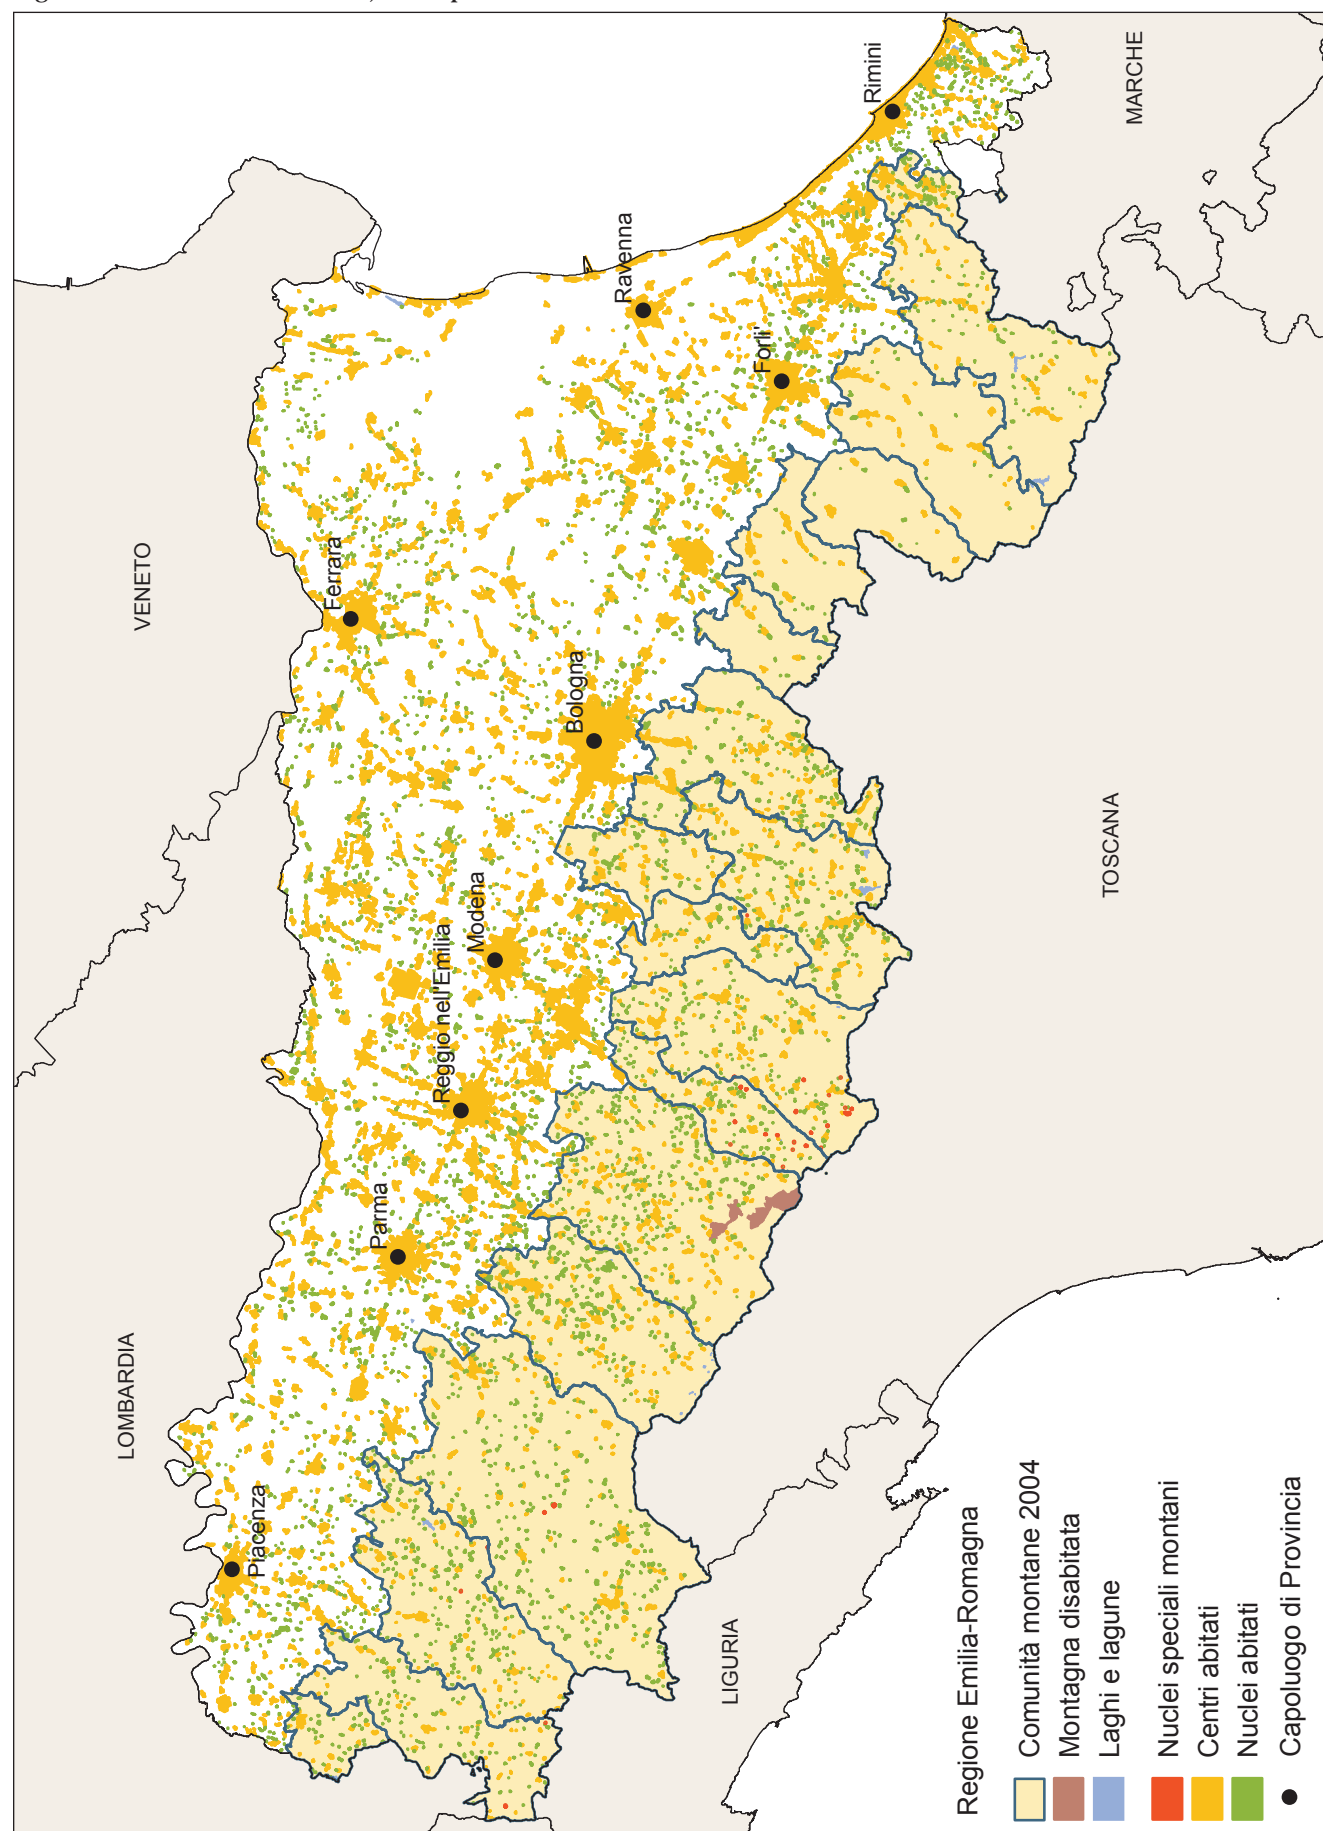 VENETO
LOMBARDIA
LIGURIA
TOSCANA
MARCHE
Piacenza
Parma
Reggio nell'Emilia
Modena
Bologna
Ferrara
Ravenna
Forli'
Rimini
Regione Emilia-Romagna
Comunità montane 2004
Montagna disabitata
Laghi e lagune
Nuclei speciali montani
Centri abitati
Nuclei abitati
Capoluogo di Provincia